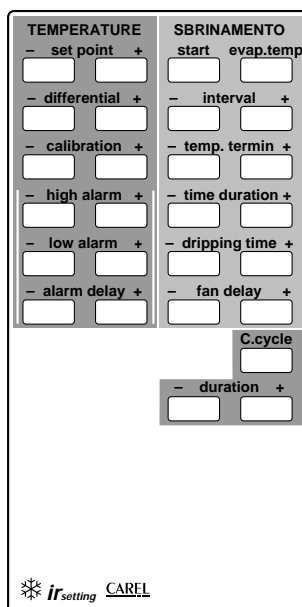 TEMPERATURE
– set point +
– differential +
– calibration +
– high alarm +
– low alarm +
– alarm delay +
SBRINAMENTO
start evap.temp
– interval +
– temp. termin +
– time duration +
– dripping time +
– fan delay +
C.cycle
– duration +
ir setting CAREL